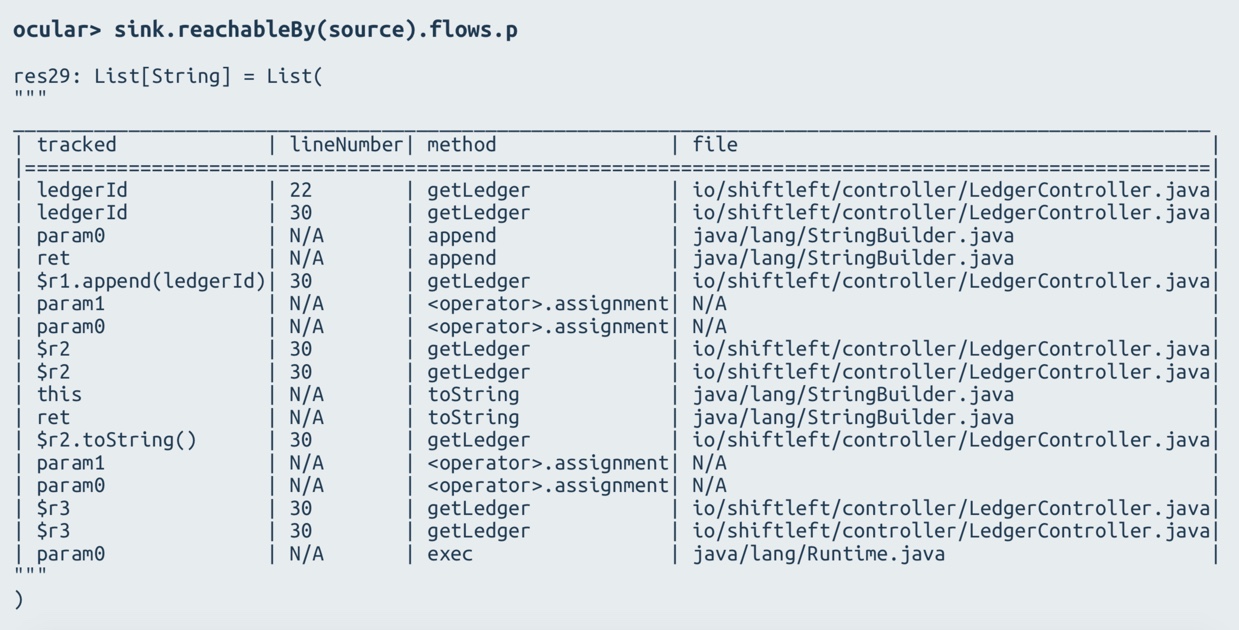 ocular> sink.reachableBy(source).flows.p
res29: List[String] = List(
"""
| tracked | lineNumber| method | file |
|=======================================================================================================|
| ledgerId | 22 | getLedger | io/shiftleft/controller/LedgerController.java|
| ledgerId | 30 | getLedger | io/shiftleft/controller/LedgerController.java|
| param0 | N/A | append | java/lang/StringBuilder.java |
| ret | N/A | append | java/lang/StringBuilder.java |
| $r1.append(ledgerId)| 30 | getLedger | io/shiftleft/controller/LedgerController.java|
| param1 | N/A | <operator>.assignment| N/A |
| param0 | N/A | <operator>.assignment| N/A |
| $r2 | 30 | getLedger | io/shiftleft/controller/LedgerController.java|
| $r2 | 30 | getLedger | io/shiftleft/controller/LedgerController.java|
| this | N/A | toString | java/lang/StringBuilder.java |
| ret | N/A | toString | java/lang/StringBuilder.java |
| $r2.toString() | 30 | getLedger | io/shiftleft/controller/LedgerController.java|
| param1 | N/A | <operator>.assignment| N/A |
| param0 | N/A | <operator>.assignment| N/A |
| $r3 | 30 | getLedger | io/shiftleft/controller/LedgerController.java|
| $r3 | 30 | getLedger | io/shiftleft/controller/LedgerController.java|
| param0 | N/A | exec | java/lang/Runtime.java |
"""
)